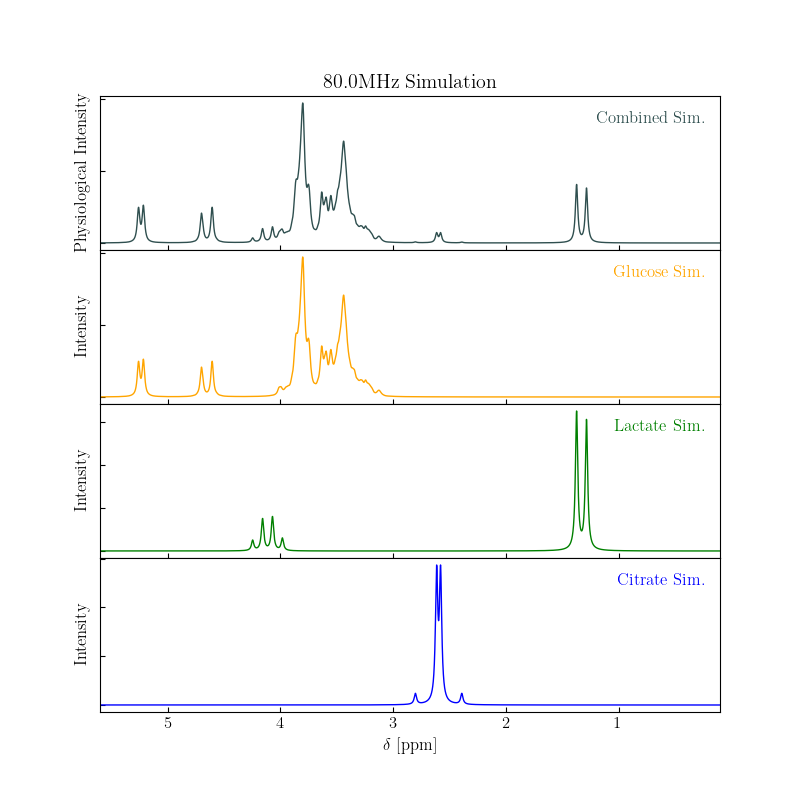 80.0MHz Simulation
Physiological Intensity
Combined Sim.
Intensity
Glucose Sim.
Intensity
Lactate Sim.
Intensity
Citrate Sim.
5 4 3 2 1
δ [ppm]